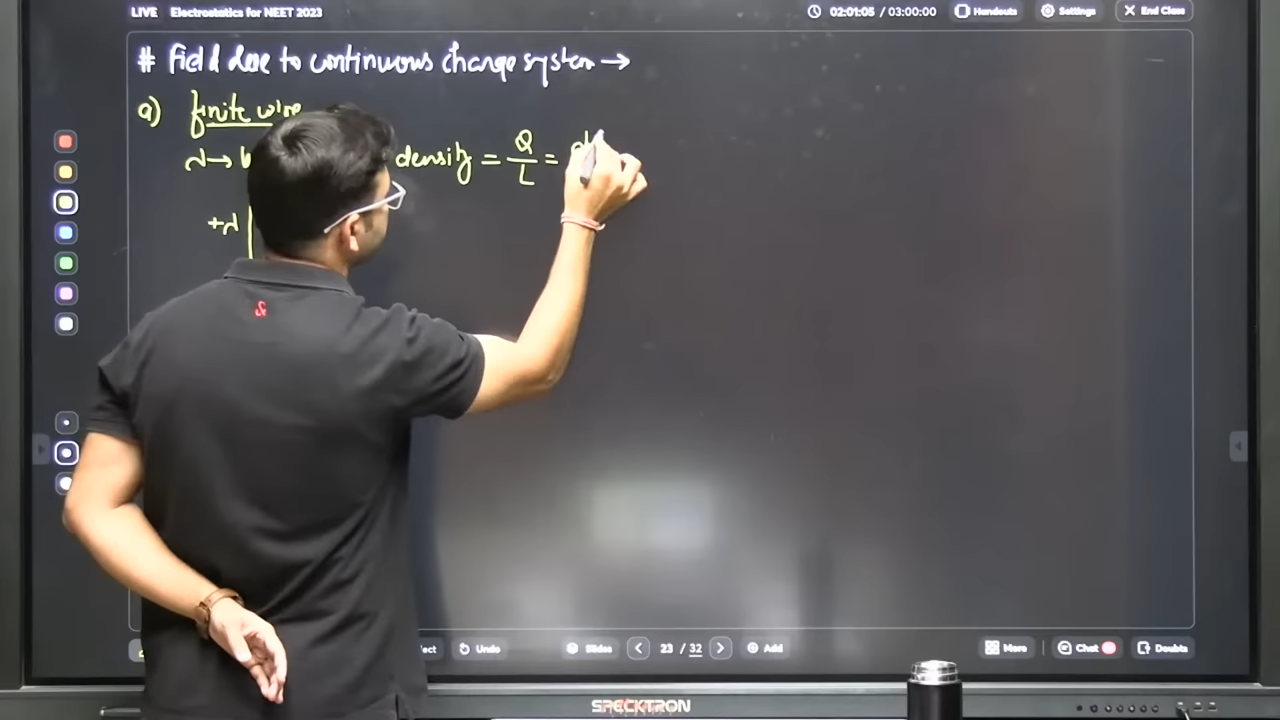 LIVE Electrostatics for NEET 2023
02:01:05 / 03:00:00 Handouts Settings End Class
# Field due to continuous charge system →
a) finite wire
λ → density = Q/L =
+λ
Undo Slides 23 / 32 Add More Chat Doubts
SPECKTRON